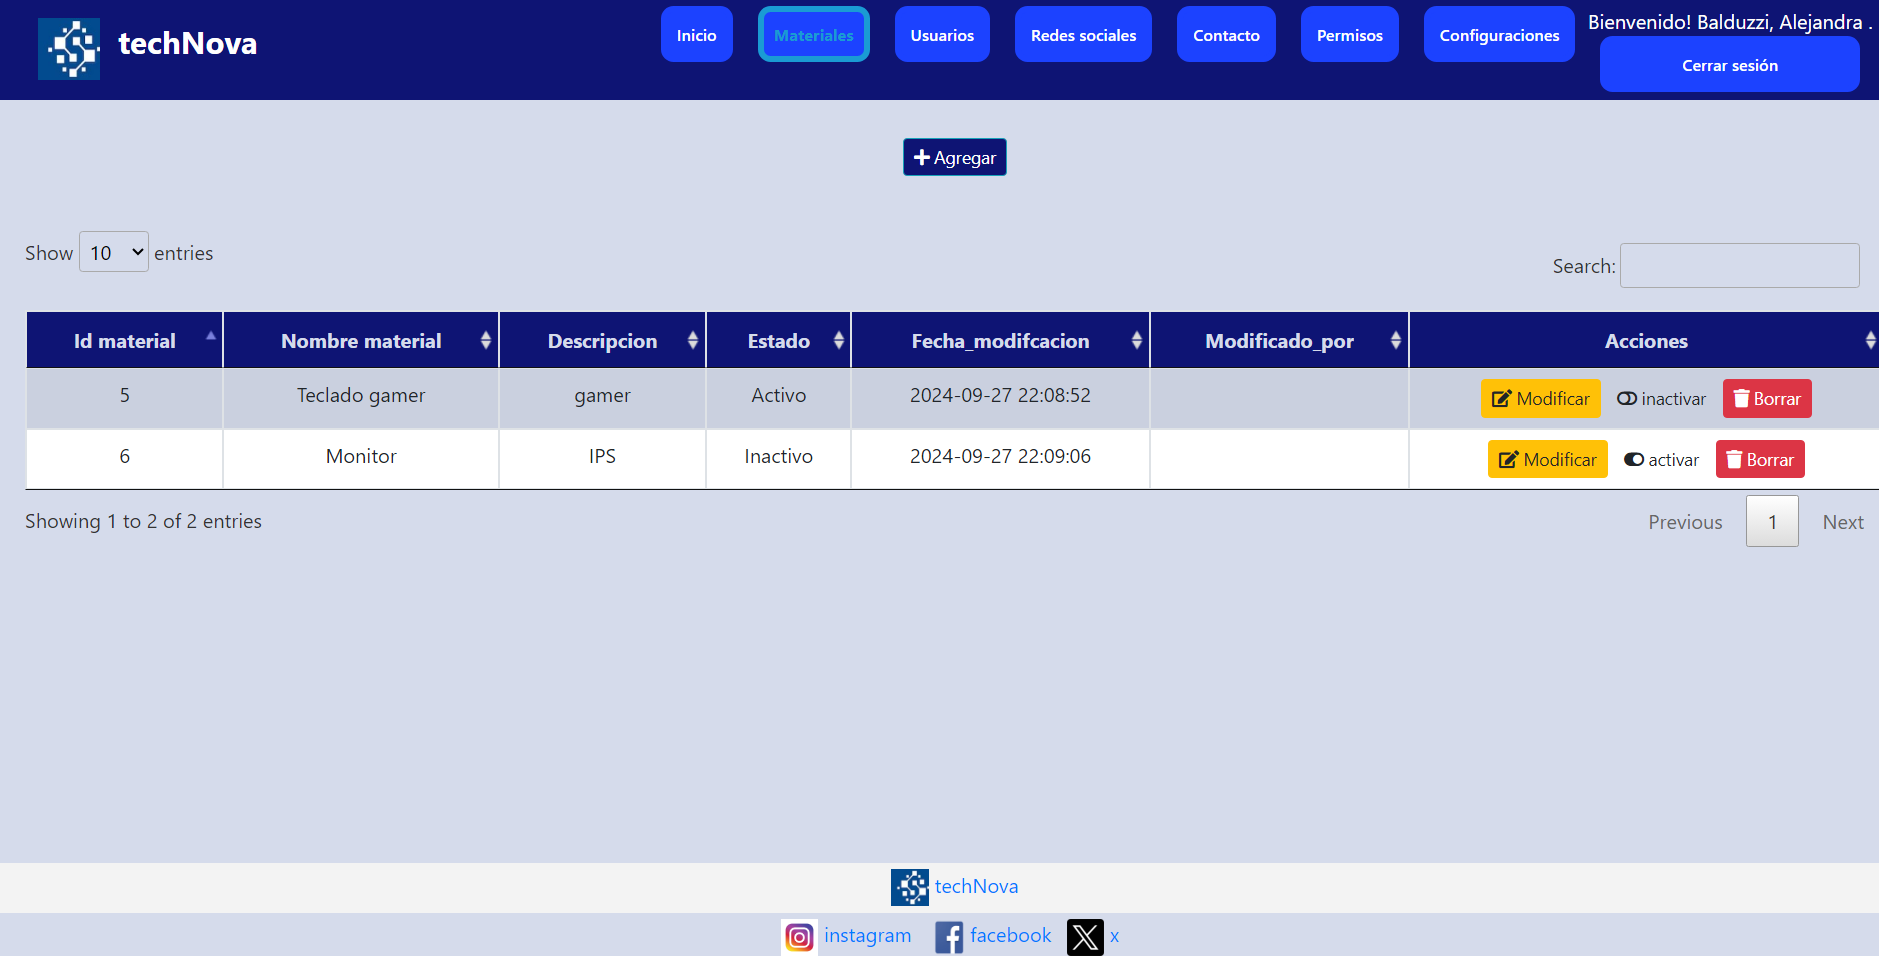 techNova
Inicio Materiales Usuarios Redes sociales Contacto Permisos Configuraciones
Bienvenido! Balduzzi, Alejandra .
Cerrar sesión
Agregar
Show 10 entries
Search:
Id material Nombre material Descripcion Estado Fecha_modifcacion Modificado_por Acciones
5 Teclado gamer gamer Activo 2024-09-27 22:08:52 Modificar inactivar Borrar
6 Monitor IPS Inactivo 2024-09-27 22:09:06 Modificar activar Borrar
Showing 1 to 2 of 2 entries
Previous 1 Next
techNova
instagram facebook x